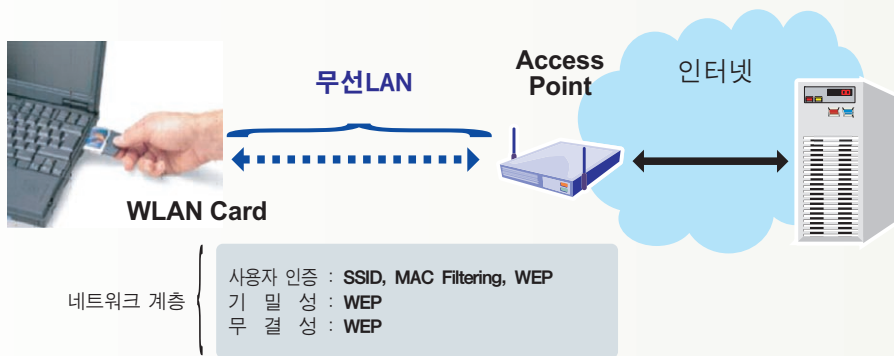 무선LAN
Access
Point
인터넷
WLAN Card
네트워크 계층
사용자 인증 : SSID, MAC Filtering, WEP
기 밀 성 : WEP
무 결 성 : WEP